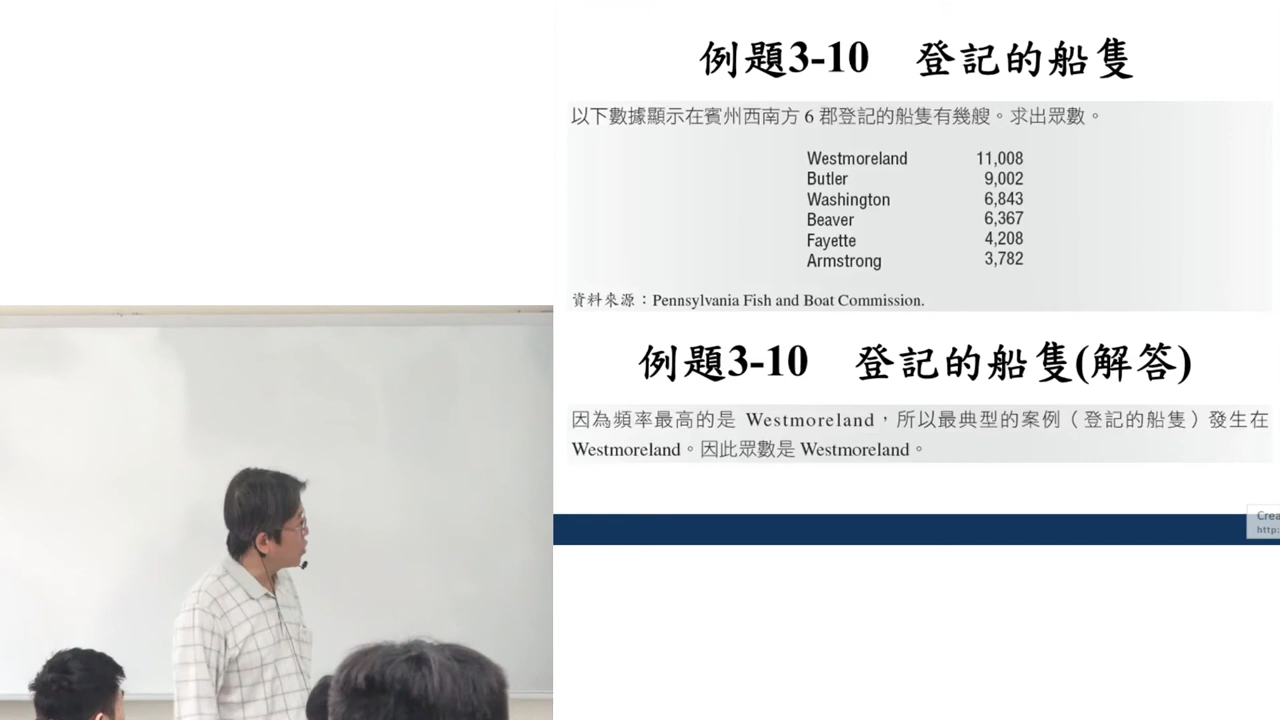 例題3-10 登記的船隻
以下數據顯示在賓州西南方 6 郡登記的船隻有幾艘。求出眾數。
Westmoreland 11,008
Butler 9,002
Washington 6,843
Beaver 6,367
Fayette 4,208
Armstrong 3,782
資料來源：Pennsylvania Fish and Boat Commission.
例題3-10 登記的船隻(解答)
因為頻率最高的是 Westmoreland，所以最典型的案例（登記的船隻）發生在
Westmoreland。因此眾數是 Westmoreland。
Crea
http: